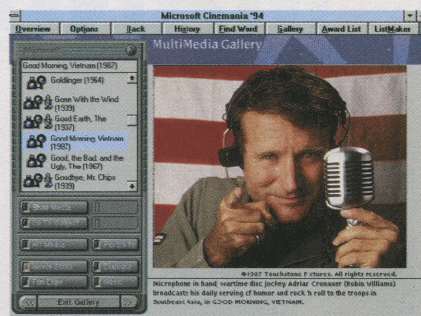 Microsoft Cinemania '94
Overview Options Back History Find Word Gallery Award List ListMaker
MultiMedia Gallery
Good Morning, Vietnam (1987)
Goldfinger (1964)
Gone With the Wind
(1939)
Good Earth, The
(1937)
Good Morning, Vietnam
(1987)
Good, the Bad, and the
Ugly, The (1967)
Goodbye, Mr. Chips
(1939)
Exit Gallery
©1987 Touchstone Pictures. All rights reserved.
Microphone in hand, wartime disc jockey Adrian Cronauer (Robin Williams)
broadcasts his daily serving of humor and rock 'n roll to the troops in
Southeast Asia, in GOOD MORNING, VIETNAM.